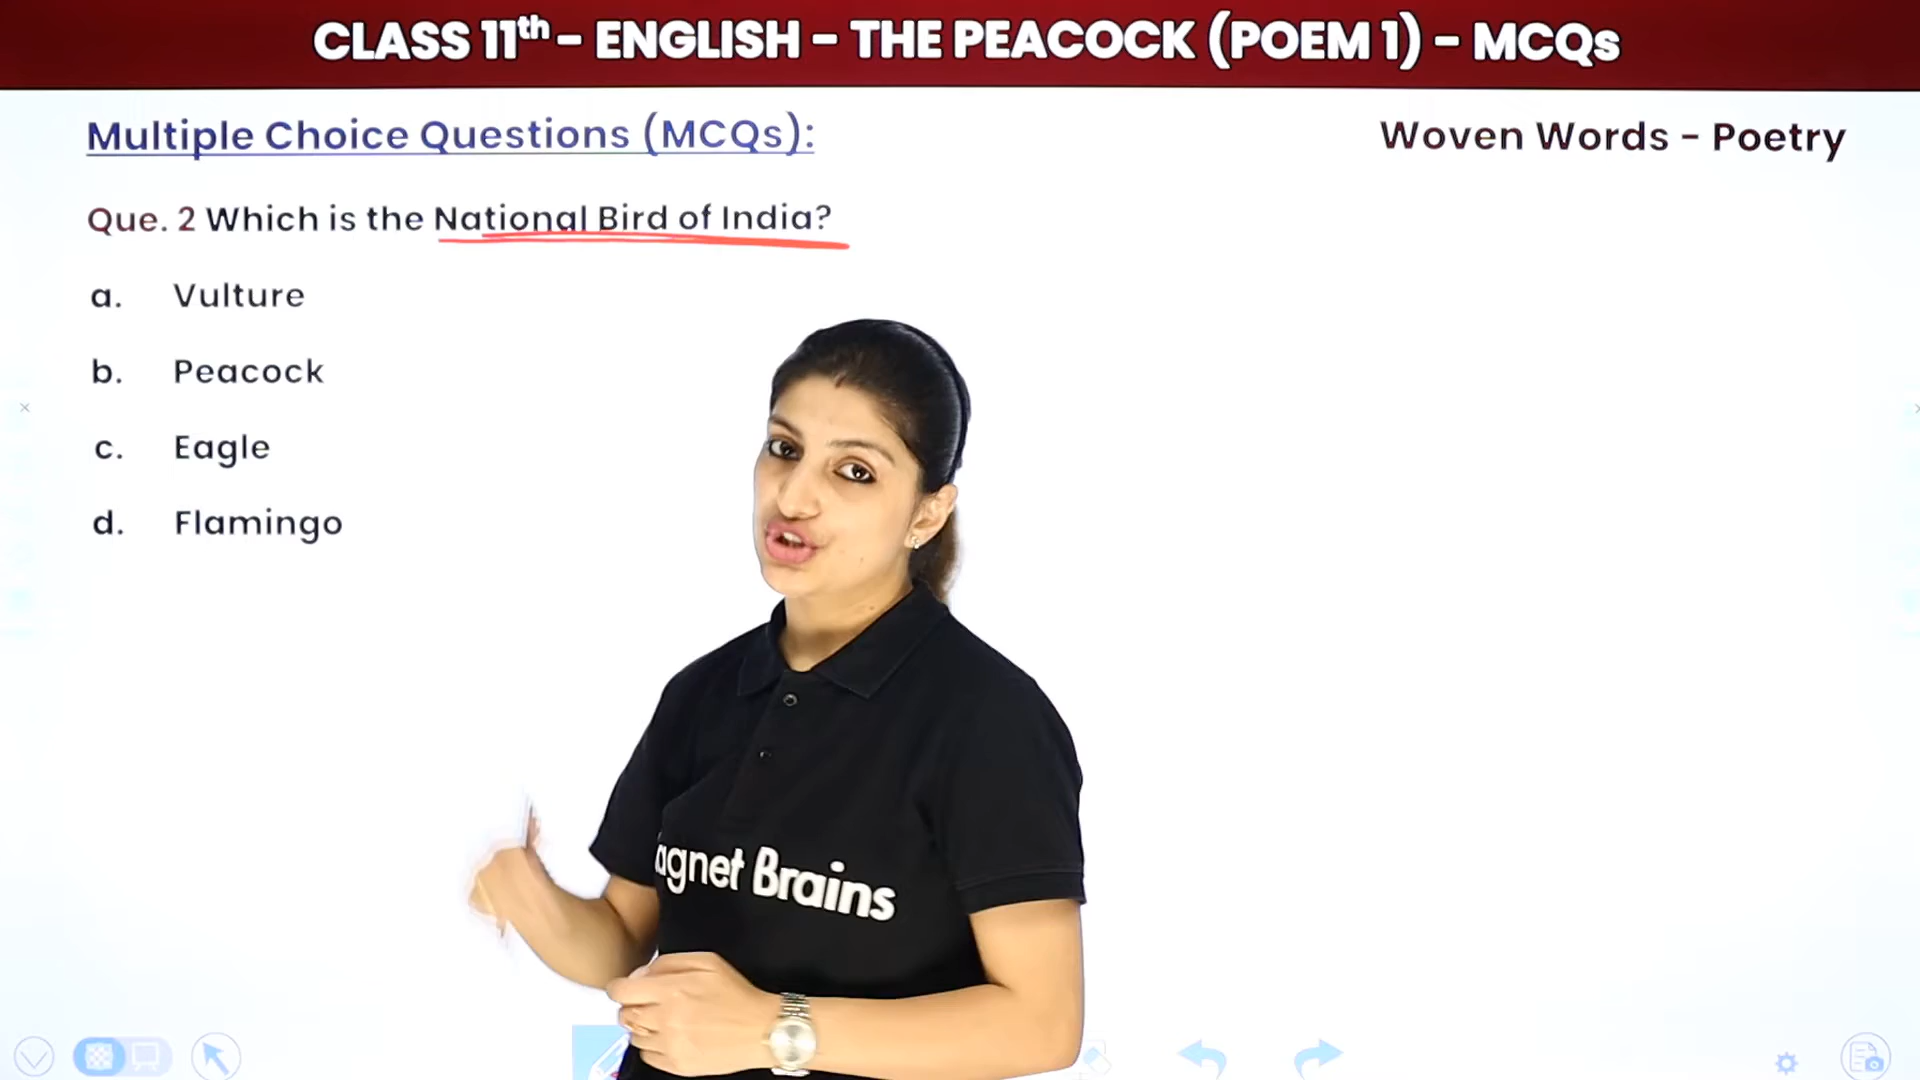 CLASS 11th - ENGLISH - THE PEACOCK (POEM 1) - MCQs
Multiple Choice Questions (MCQs):
Woven Words - Poetry
Que. 2 Which is the National Bird of India?
a. Vulture
b. Peacock
c. Eagle
d. Flamingo
agnet Brains